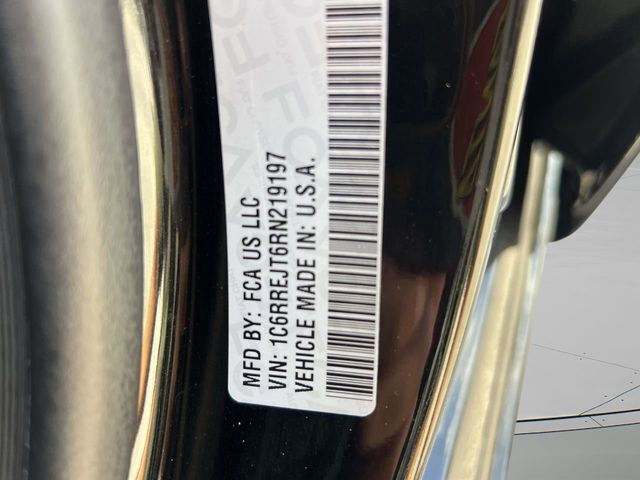 MFD BY: FCA US LLC
VIN: 1C6RREJT6RN219197
VEHICLE MADE IN: U.S.A.